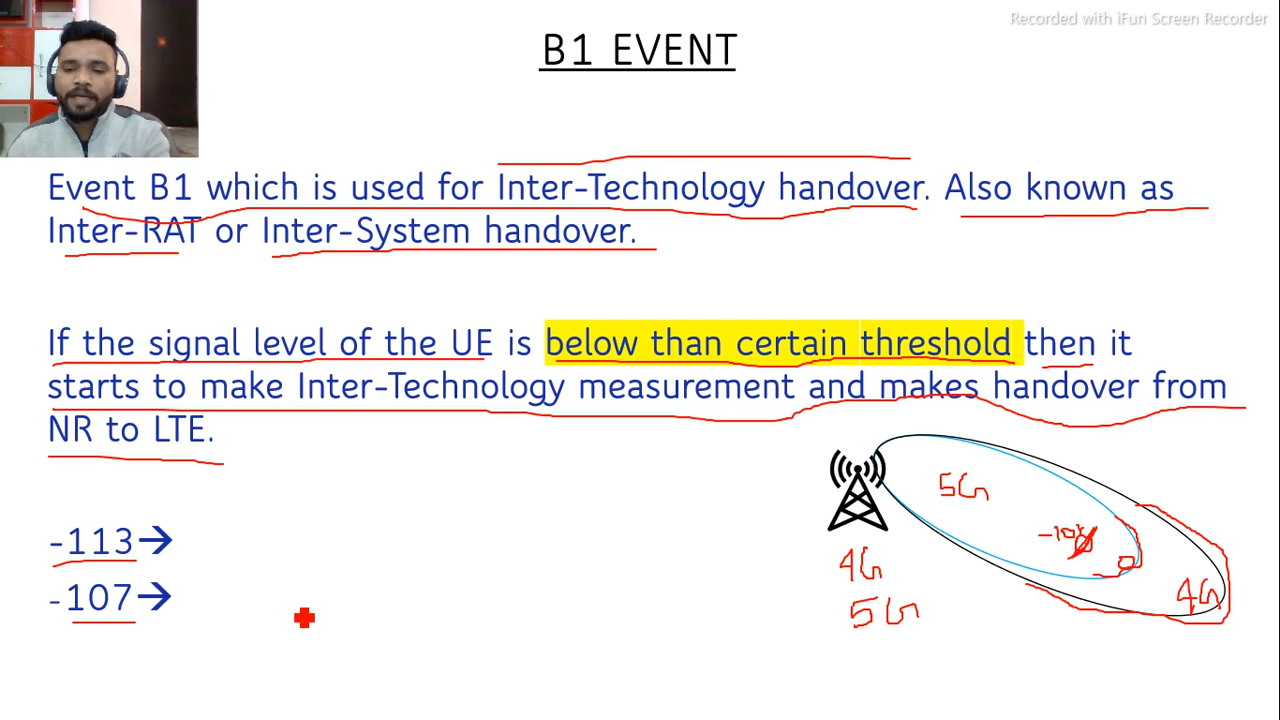 Recorded with iFun Screen Recorder
B1 EVENT
Event B1 which is used for Inter-Technology handover. Also known as
Inter-RAT or Inter-System handover.
If the signal level of the UE is below than certain threshold then it
starts to make Inter-Technology measurement and makes handover from
NR to LTE.
-113→
-107→
5G
4G
4G
5G